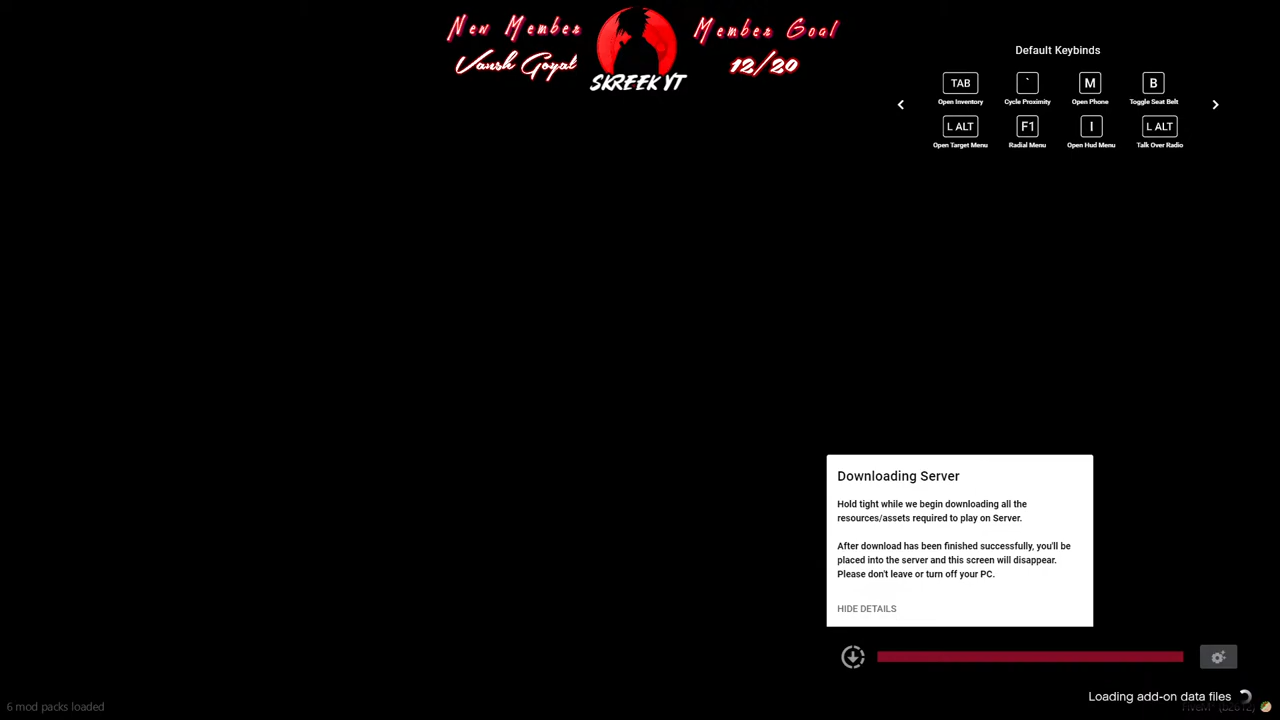 New Member
Vansh Goyal
SKREEK YT
Member Goal
12/20
Default Keybinds
TAB
Open Inventory
`
Cycle Proximity
M
Open Phone
B
Toggle Seat Belt
L ALT
Open Target Menu
F1
Radial Menu
I
Open Hud Menu
L ALT
Talk Over Radio
Downloading Server
Hold tight while we begin downloading all the
resources/assets required to play on Server.
After download has been finished successfully, you'll be
placed into the server and this screen will disappear.
Please don't leave or turn off your PC.
HIDE DETAILS
Loading add-on data files
6 mod packs loaded